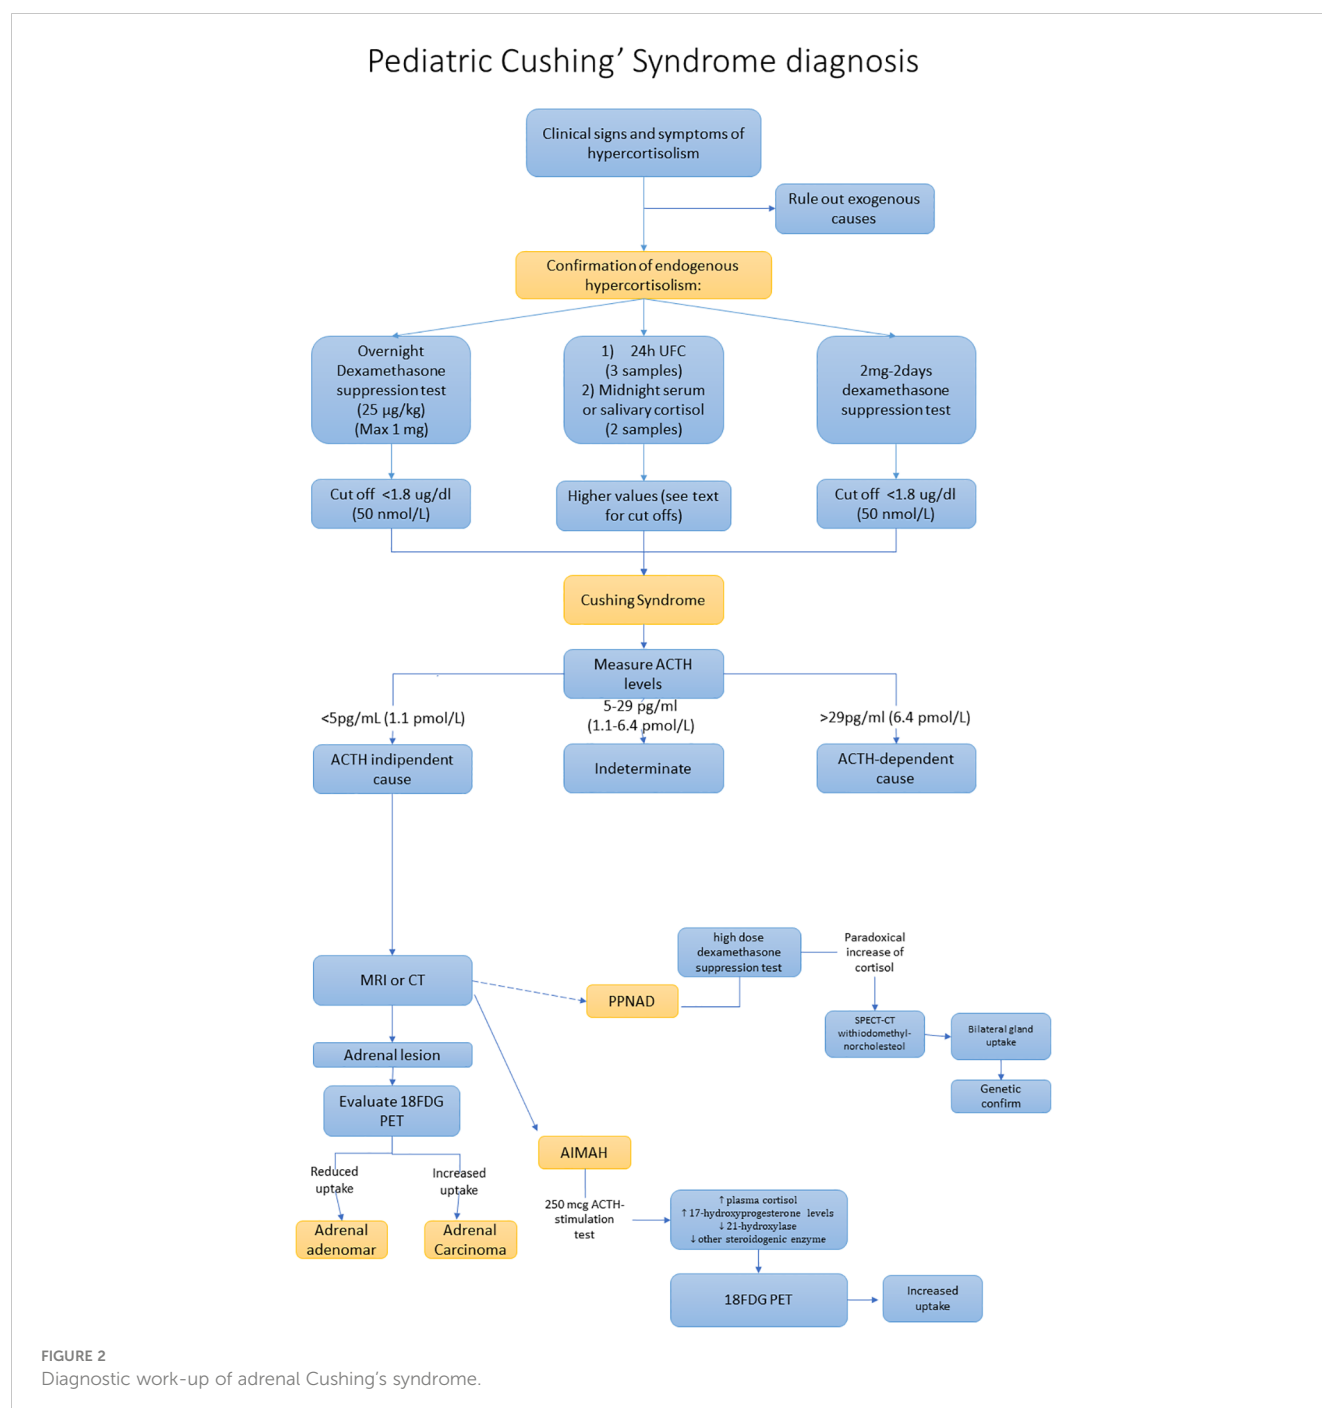 Pediatric Cushing’ Syndrome diagnosis
Clinical signs and symptoms of
hypercortisolism
Rule out exogenous
causes
Confirmation of endogenous
hypercortisolism:
Overnight
Dexamethasone
suppression test
(25 µg/kg)
(Max 1 mg)
1) 24h UFC
(3 samples)
2) Midnight serum
or salivary cortisol
(2 samples)
2mg-2days
dexamethasone
suppression test
Cut off <1.8 ug/dl
(50 nmol/L)
Higher values (see text
for cut offs)
Cut off <1.8 ug/dl
(50 nmol/L)
Cushing Syndrome
Measure ACTH
levels
<5pg/mL (1.1 pmol/L)
5-29 pg/ml
(1.1-6.4 pmol/L)
>29pg/ml (6.4 pmol/L)
ACTH indipendent
cause
Indeterminate
ACTH-dependent
cause
MRI or CT
PPNAD
high dose
dexamethasone
suppression test
Paradoxical
increase of
cortisol
SPECT-CT
withiodomethyl-
norcholesteol
Bilateral gland
uptake
Genetic
confirm
Adrenal lesion
Evaluate 18FDG
PET
Reduced
uptake
Increased
uptake
Adrenal
adenomar
Adrenal
Carcinoma
AIMAH
250 mcg ACTH-
stimulation
test
↑ plasma cortisol
↑ 17-hydroxyprogesterone levels
↓ 21-hydroxylase
↓ other steroidogenic enzyme
18FDG PET
Increased
uptake
FIGURE 2
Diagnostic work-up of adrenal Cushing’s syndrome.